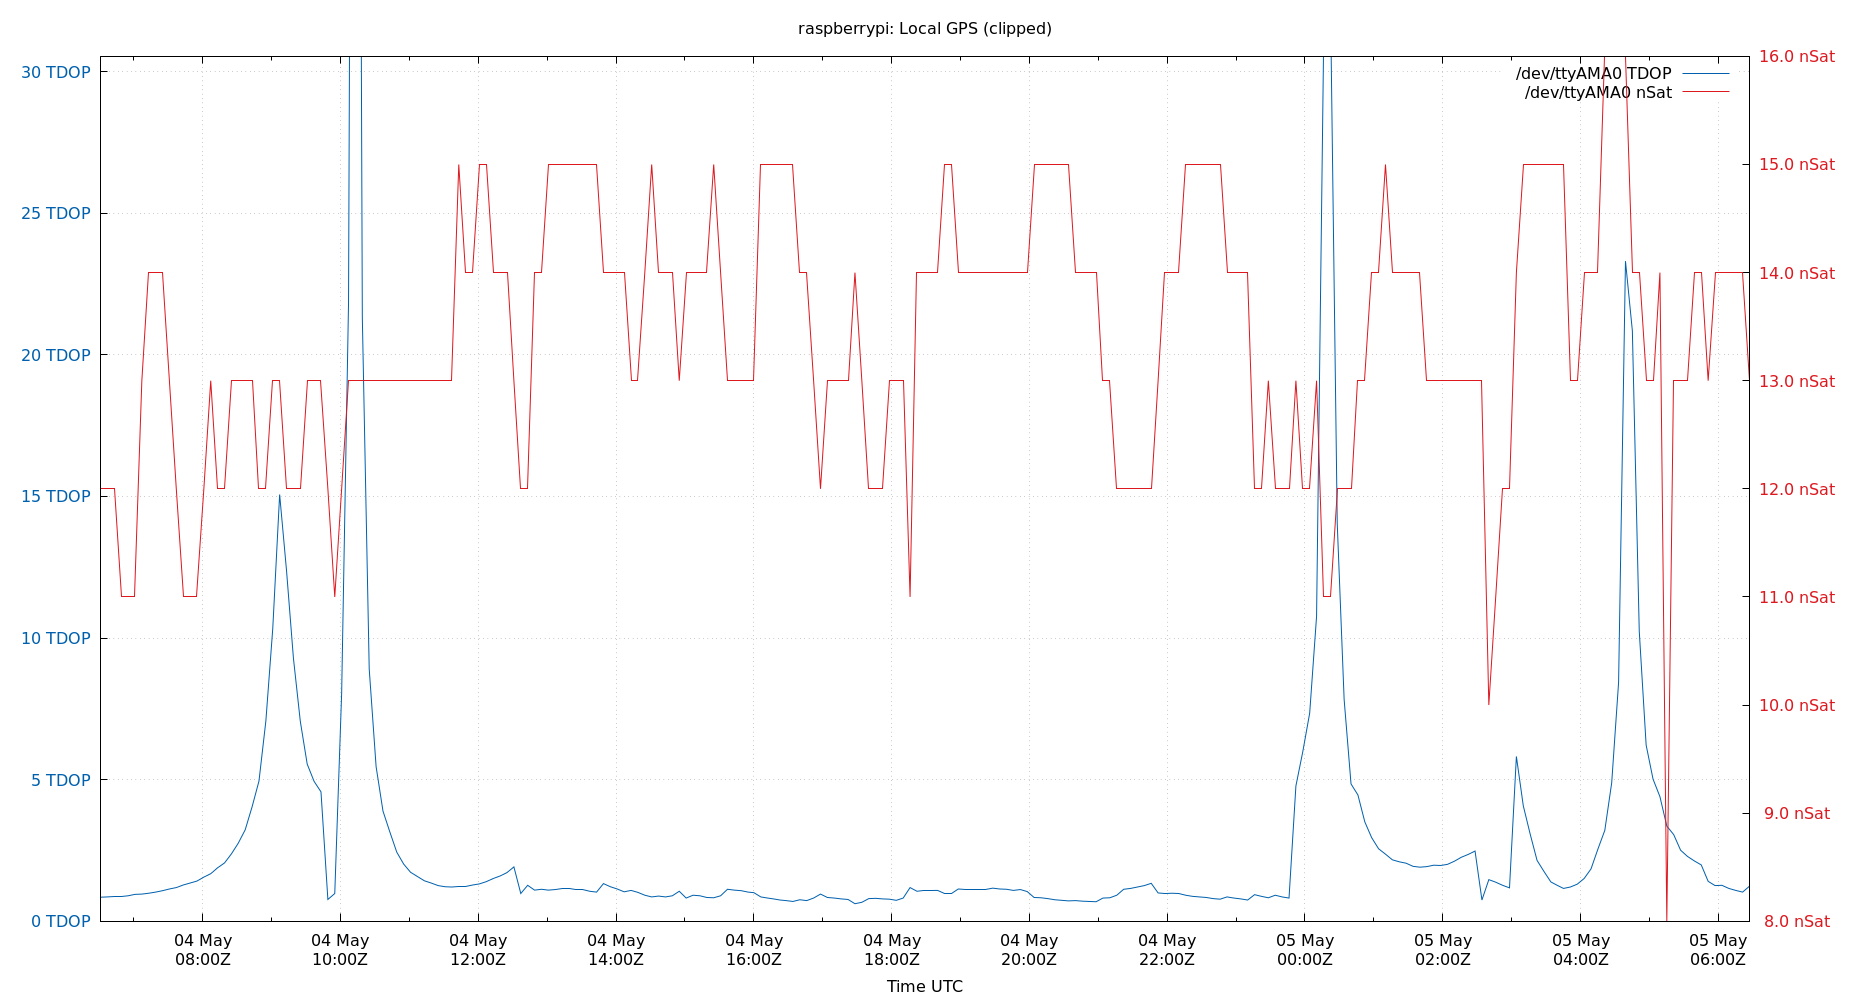 raspberrypi: Local GPS (clipped)
/dev/ttyAMA0 TDOP
/dev/ttyAMA0 nSat
30 TDOP
25 TDOP
20 TDOP
15 TDOP
10 TDOP
5 TDOP
0 TDOP
16.0 nSat
15.0 nSat
14.0 nSat
13.0 nSat
12.0 nSat
11.0 nSat
10.0 nSat
9.0 nSat
8.0 nSat
04 May
08:00Z
04 May
10:00Z
04 May
12:00Z
04 May
14:00Z
04 May
16:00Z
04 May
18:00Z
04 May
20:00Z
04 May
22:00Z
05 May
00:00Z
05 May
02:00Z
05 May
04:00Z
05 May
06:00Z
Time UTC